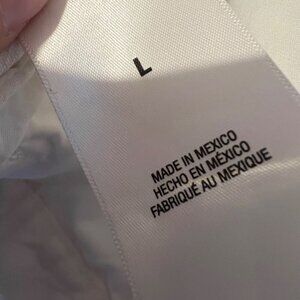 L
MADE IN MEXICO
HECHO EN MÉXICO
FABRIQUÉ AU MEXIQUE